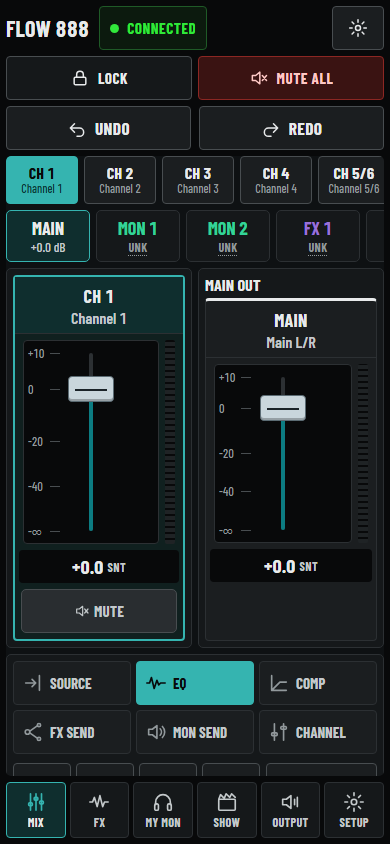 FLOW 888 CONNECTED
LOCK MUTE ALL
UNDO REDO
CH 1 CH 2 CH 3 CH 4 CH 5/6
Channel 1 Channel 2 Channel 3 Channel 4 Channel 5/6
MAIN MON 1 MON 2 FX 1
+0.0 dB UNK UNK UNK
CH 1
Channel 1
+10
0
-20
-40
-∞
+0.0 SNT
MUTE
MAIN OUT
MAIN
Main L/R
+10
0
-20
-40
-∞
+0.0 SNT
SOURCE EQ COMP
FX SEND MON SEND CHANNEL
MIX FX MY MON SHOW OUTPUT SETUP